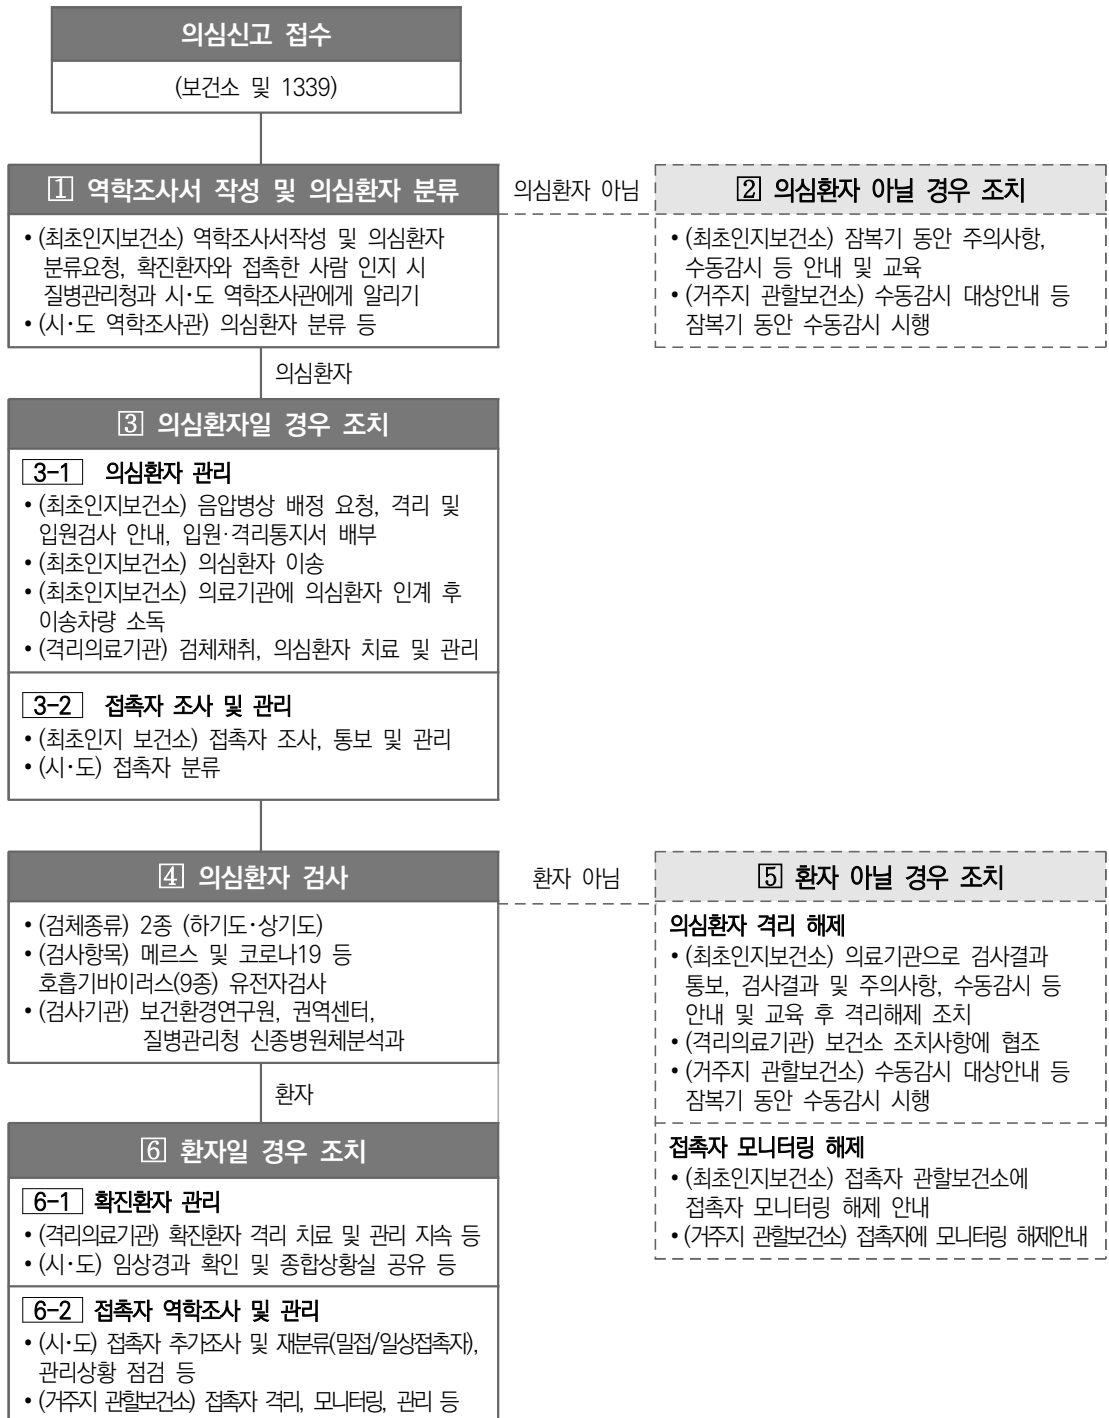 의심신고 접수
(보건소 및 1339)
1 역학조사서 작성 및 의심환자 분류
• (최초인지보건소) 역학조사서작성 및 의심환자
분류요청, 확진환자와 접촉한 사람 인지 시
질병관리청과 시·도 역학조사관에게 알리기
• (시·도 역학조사관) 의심환자 분류 등
의심환자 아님
2 의심환자 아닐 경우 조치
• (최초인지보건소) 잠복기 동안 주의사항,
수동감시 등 안내 및 교육
• (거주지 관할보건소) 수동감시 대상안내 등
잠복기 동안 수동감시 시행
의심환자
3 의심환자일 경우 조치
3-1 의심환자 관리
• (최초인지보건소) 음압병상 배정 요청, 격리 및
입원검사 안내, 입원·격리통지서 배부
• (최초인지보건소) 의심환자 이송
• (최초인지보건소) 의료기관에 의심환자 인계 후
이송차량 소독
• (격리의료기관) 검체채취, 의심환자 치료 및 관리
3-2 접촉자 조사 및 관리
• (최초인지 보건소) 접촉자 조사, 통보 및 관리
• (시·도) 접촉자 분류
4 의심환자 검사
• (검체종류) 2종 (하기도·상기도)
• (검사항목) 메르스 및 코로나19 등
호흡기바이러스(9종) 유전자검사
• (검사기관) 보건환경연구원, 권역센터,
질병관리청 신종병원체분석과
환자 아님
5 환자 아닐 경우 조치
의심환자 격리 해제
• (최초인지보건소) 의료기관으로 검사결과
통보, 검사결과 및 주의사항, 수동감시 등
안내 및 교육 후 격리해제 조치
• (격리의료기관) 보건소 조치사항에 협조
• (거주지 관할보건소) 수동감시 대상안내 등
잠복기 동안 수동감시 시행
접촉자 모니터링 해제
• (최초인지보건소) 접촉자 관할보건소에
접촉자 모니터링 해제 안내
• (거주지 관할보건소) 접촉자에 모니터링 해제안내
환자
6 환자일 경우 조치
6-1 확진환자 관리
• (격리의료기관) 확진환자 격리 치료 및 관리 지속 등
• (시·도) 임상경과 확인 및 종합상황실 공유 등
6-2 접촉자 역학조사 및 관리
• (시·도) 접촉자 추가조사 및 재분류(밀접/일상접촉자),
관리상황 점검 등
• (거주지 관할보건소) 접촉자 격리, 모니터링, 관리 등